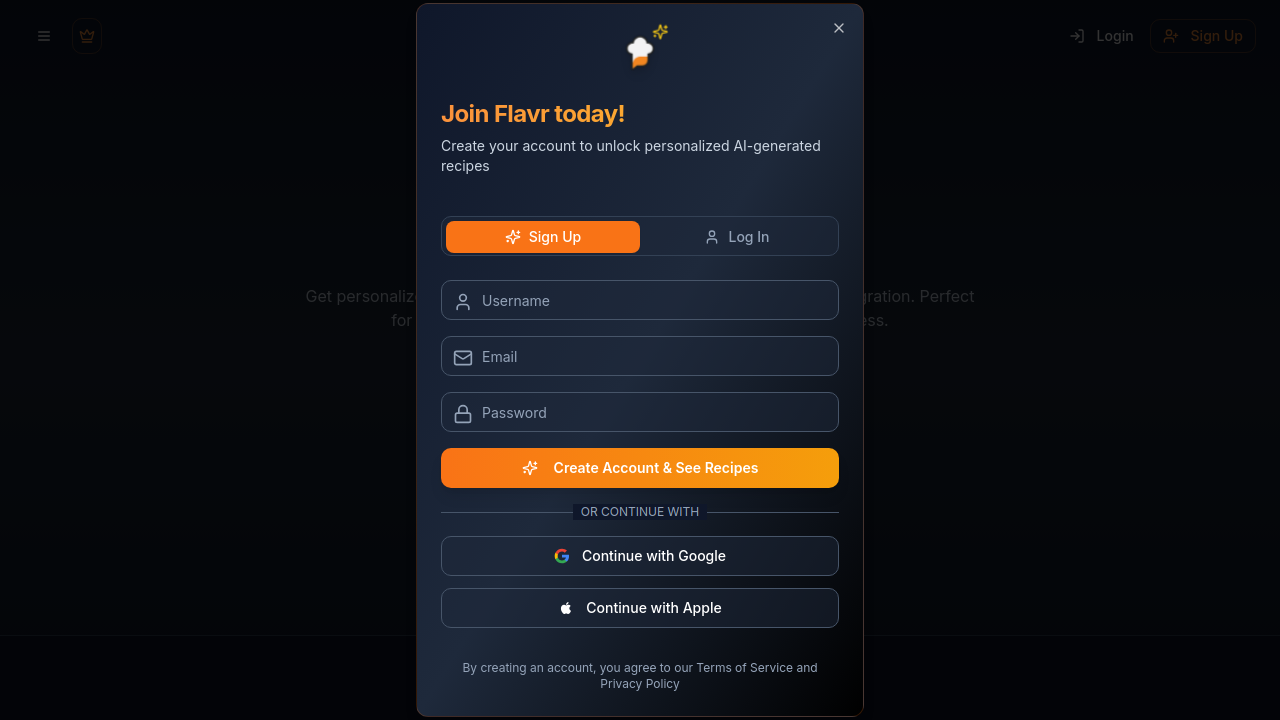 Login
Sign Up
Join Flavr today!
Create your account to unlock personalized AI-generated
recipes
Sign Up
Log In
Username
Get personaliz
gration. Perfect
for
ess.
Email
Password
Create Account & See Recipes
OR CONTINUE WITH
Continue with Google
Continue with Apple
By creating an account, you agree to our Terms of Service and
Privacy Policy